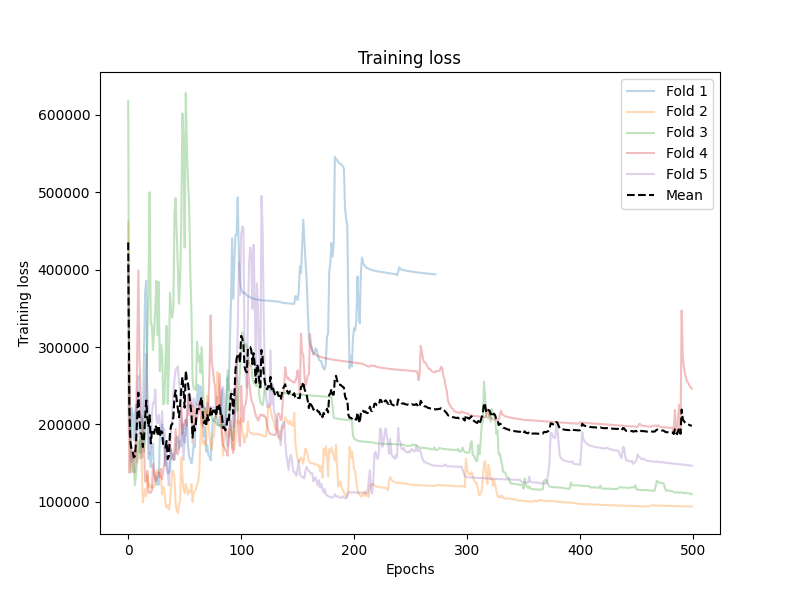 Training loss
Training loss
600000
500000
400000
300000
200000
100000
0
100
200
300
400
500
Epochs
Fold 1
Fold 2
Fold 3
Fold 4
Fold 5
Mean